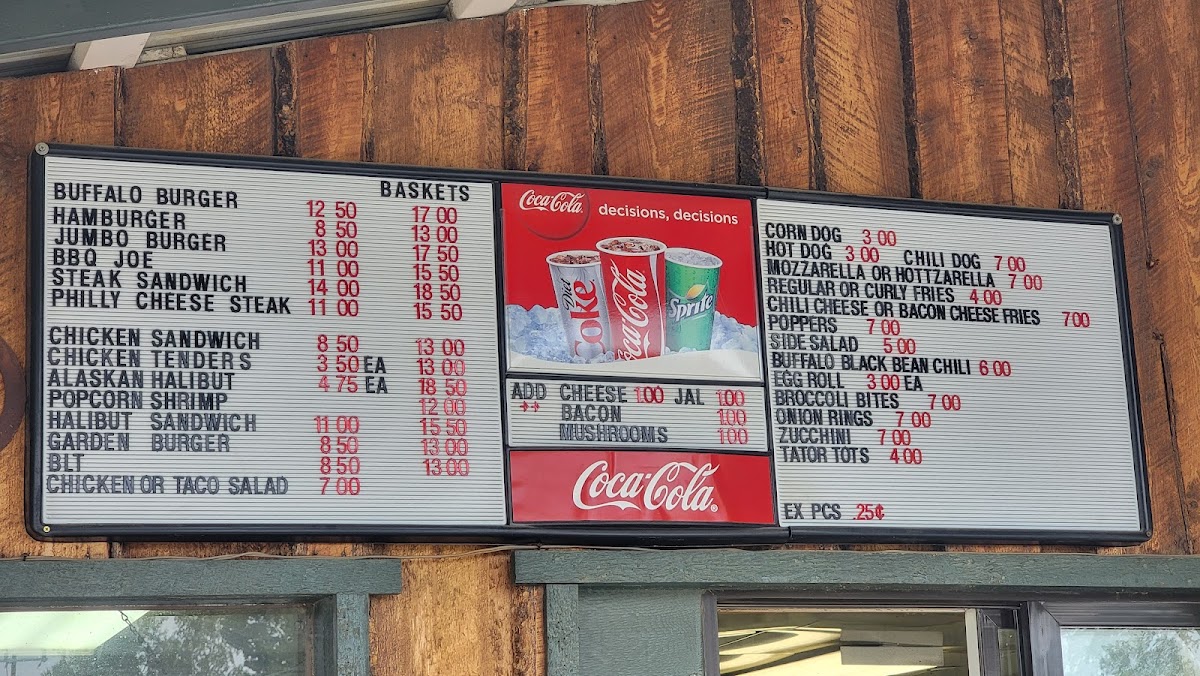 BASKETS
BUFFALO BURGER 12 50 17 00
HAMBURGER 8 50 13 00
JUMBO BURGER 13 00 17 50
BBQ JOE 11 00 15 50
STEAK SANDWICH 14 00 18 50
PHILLY CHEESE STEAK 11 00 15 50
CHICKEN SANDWICH 8 50 13 00
CHICKEN TENDERS 3 50 EA 13 00
ALASKAN HALIBUT 4 75 EA 18 50
POPCORN SHRIMP 12 00
HALIBUT SANDWICH 11 00 15 50
GARDEN BURGER 8 50 13 00
BLT 8 50 13 00
CHICKEN OR TACO SALAD 7 00
Coca-Cola decisions, decisions
Diet Coke
Coca-Cola
Sprite
ADD CHEESE 1.00 JAL 1.00
BACON 1.00
MUSHROOMS 1.00
Coca-Cola®
CORN DOG 3 00
HOT DOG 3 00 CHILI DOG 7 00
MOZZARELLA OR HOTTZARELLA 7 00
REGULAR OR CURLY FRIES 4 00
CHILI CHEESE OR BACON CHEESE FRIES 7 00
POPPERS 7 00
SIDE SALAD 5 00
BUFFALO BLACK BEAN CHILI 6 00
EGG ROLL 3 00 EA
BROCCOLI BITES 7 00
ONION RINGS 7 00
ZUCCHINI 7 00
TATOR TOTS 4 00
EX PCS .25¢